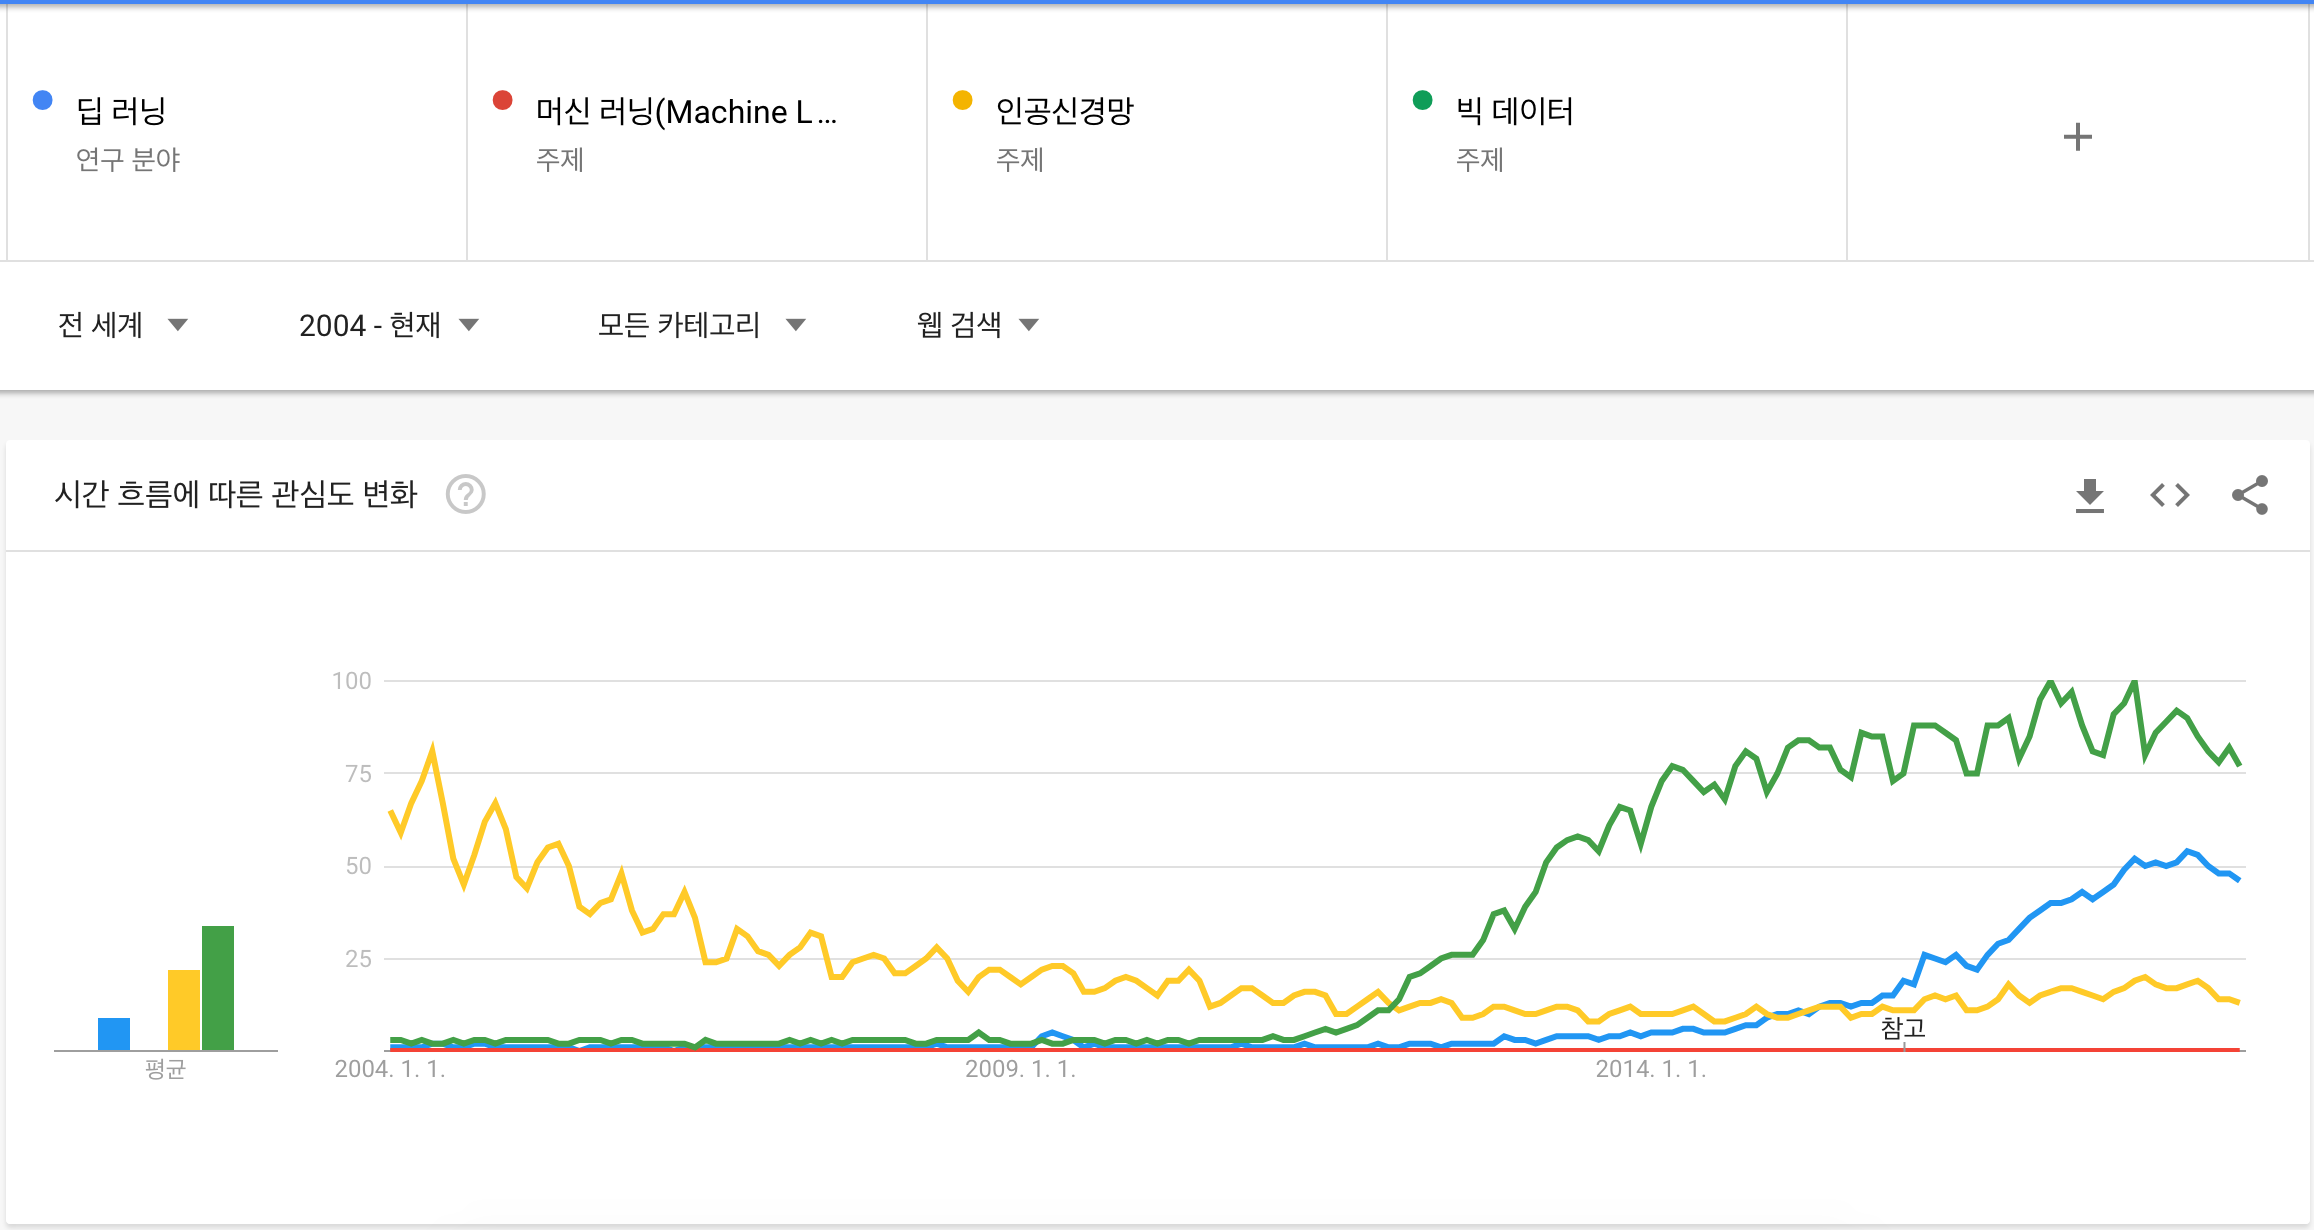 딥 러닝
연구 분야
머신 러닝(Machine L...
주제
인공신경망
주제
빅 데이터
주제
+
전 세계
2004 - 현재
모든 카테고리
웹 검색
시간 흐름에 따른 관심도 변화 ?
100
75
50
25
참고
평균
2004. 1. 1.
2009. 1. 1.
2014. 1. 1.